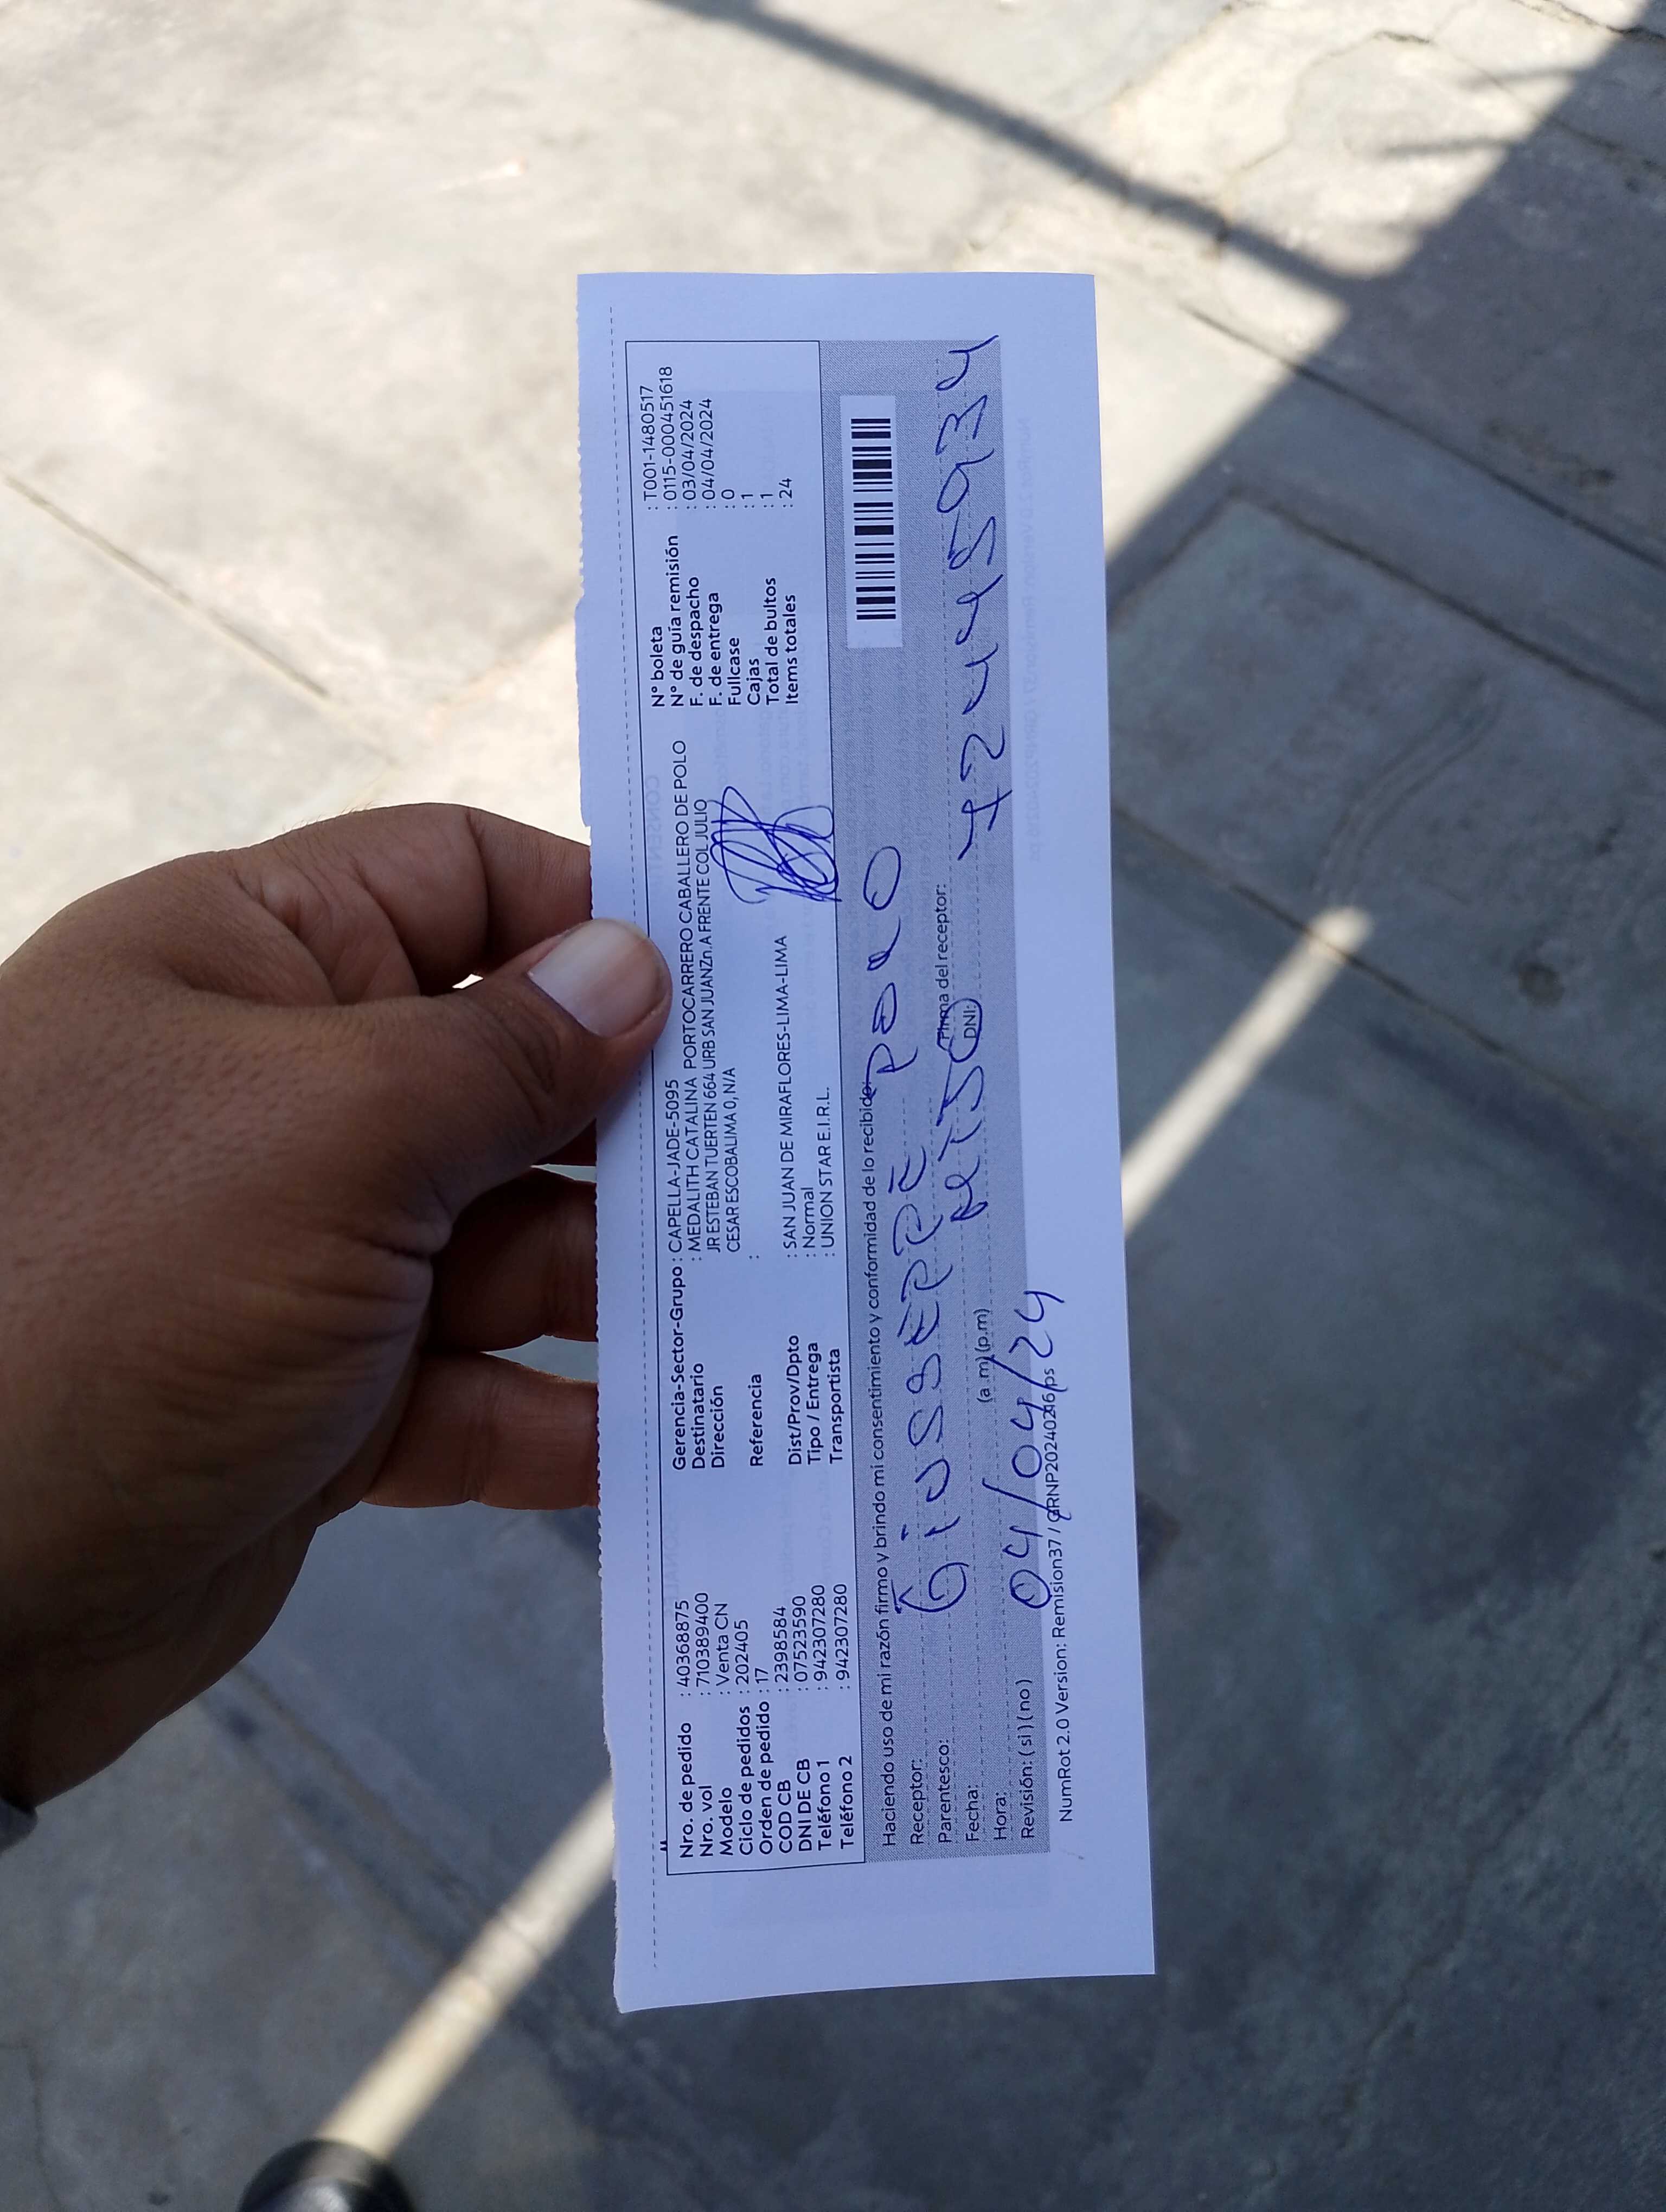 Nro. de pedido : 40368875
Nro. vol : 710389400
Modelo : Venta CN
Ciclo de pedidos : 202405
Orden de pedido : 17
COD CB : 2398584
DNI DE CB : 07523590
Teléfono 1 : 942307280
Teléfono 2 : 942307280
Gerencia-Sector-Grupo : CAPELLA-JADE-5095
Destinatario : MEDALITH CATALINA PORTOCARRERO CABALLERO DE POLO
Dirección JR ESTEBAN TUERTEN 664 URB SAN JUANZn.A FRENTE COL JULIO
CESAR ESCOBALIMA 0, N/A
Referencia :
Dist/Prov/Dpto : SAN JUAN DE MIRAFLORES-LIMA-LIMA
Tipo / Entrega : Normal
Transportista : UNION STAR E.I.R.L.
N° boleta : T001-1480517
N° de guía remisión : 0115-0000451618
F. de despacho : 03/04/2024
F. de entrega : 04/04/2024
Fullcase : 0
Cajas : 1
Total de bultos : 1
Items totales : 24
Haciendo uso de mi razón firmo y brindo mi consentimiento y conformidad de lo recibido:
Receptor: GiUSSEPPE POLO
Parentesco: Firma del receptor:
Fecha: DNI: 72445934
Hora: (a.m)(p.m)
04/04/24
Revisión: (si)(no)
NumRot 2.0 Version: Remision37 /